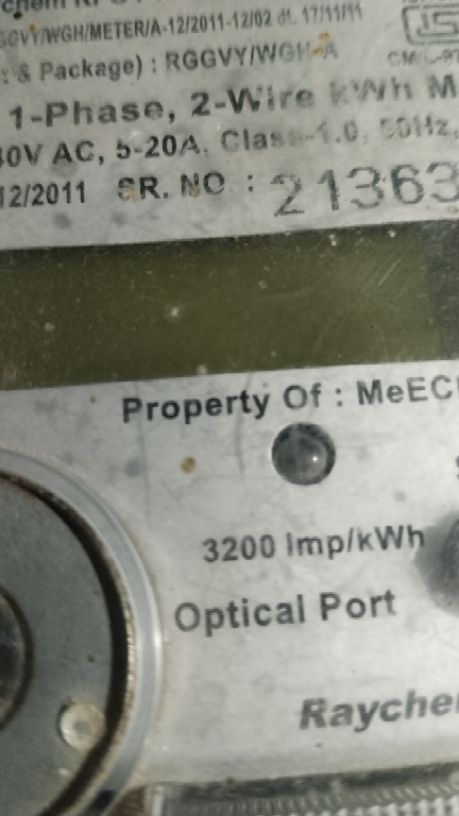 GGVY/WGH/METER/A-12/2011-12/02 dt. 17/11/11
& Package) : RGGVY/WGH-A
1-Phase, 2-Wire kWh M
0V AC, 5-20A, Class-1.0, 50Hz,
12/2011 SR. NO : 21363
Property Of : MeEC
3200 Imp/kWh
Optical Port
Rayche